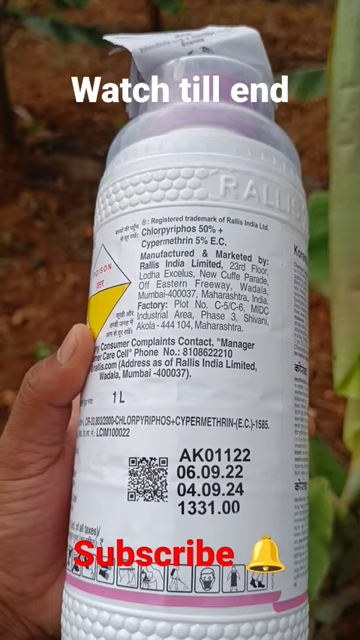 Watch till end
RALLIS
® : Registered trademark of Rallis India Ltd.
Chlorpyriphos 50% +
Cypermethrin 5% E.C.
Manufactured & Marketed by:
Rallis India Limited, 23rd Floor,
Lodha Excelus, New Cuffe Parade,
Off Eastern Freeway, Wadala,
Mumbai-400037, Maharashtra, India.
Factory: Plot No. C-5/C-6, MIDC
Industrial Area, Phase 3, Shivani,
Akola - 444 104, Maharashtra.
POISON
Consumer Complaints Contact, "Manager
Care Cell" Phone No.: 8108622210
(Address as of Rallis India Limited,
Wadala, Mumbai -400037).
1 L
CHLORPYRIPHOS+CYPERMETHRIN-(E.C.)-1585.
LCIM100022
AK01122
06.09.22
04.09.24
1331.00
of all taxes)/
Subscribe 🔔